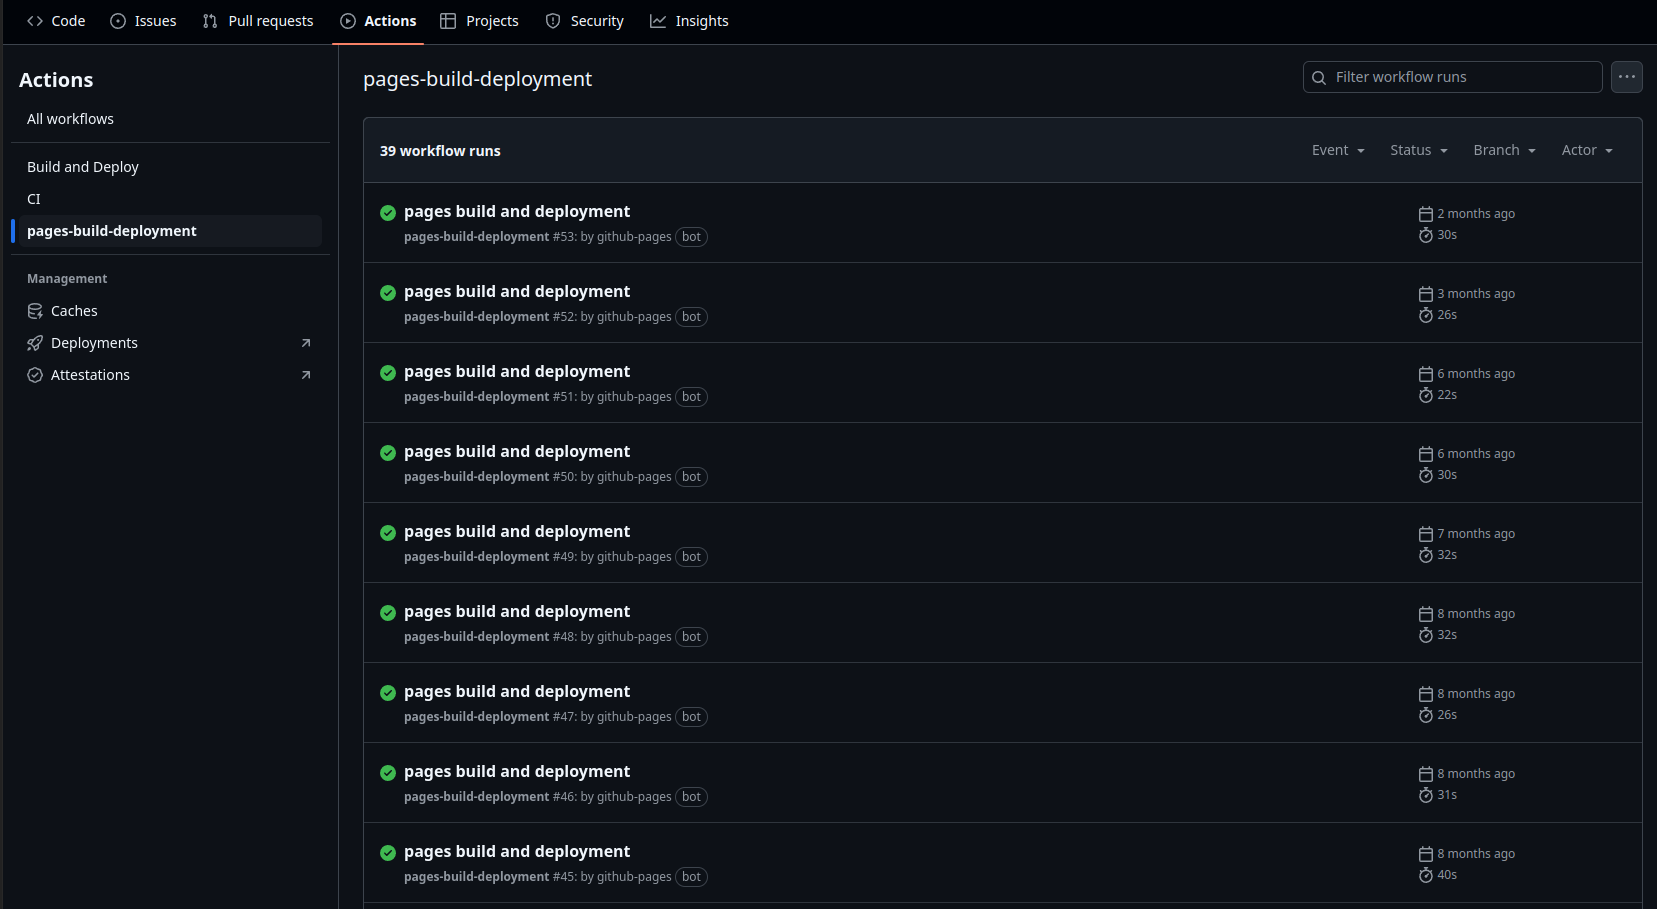 Code Issues Pull requests Actions Projects Security Insights
Actions
All workflows
Build and Deploy
CI
pages-build-deployment
Management
Caches
Deployments
Attestations
pages-build-deployment
Filter workflow runs
39 workflow runs
Event Status Branch Actor
pages build and deployment
pages-build-deployment #53: by github-pages bot
2 months ago
30s
pages build and deployment
pages-build-deployment #52: by github-pages bot
3 months ago
26s
pages build and deployment
pages-build-deployment #51: by github-pages bot
6 months ago
22s
pages build and deployment
pages-build-deployment #50: by github-pages bot
6 months ago
30s
pages build and deployment
pages-build-deployment #49: by github-pages bot
7 months ago
32s
pages build and deployment
pages-build-deployment #48: by github-pages bot
8 months ago
32s
pages build and deployment
pages-build-deployment #47: by github-pages bot
8 months ago
26s
pages build and deployment
pages-build-deployment #46: by github-pages bot
8 months ago
31s
pages build and deployment
pages-build-deployment #45: by github-pages bot
8 months ago
40s